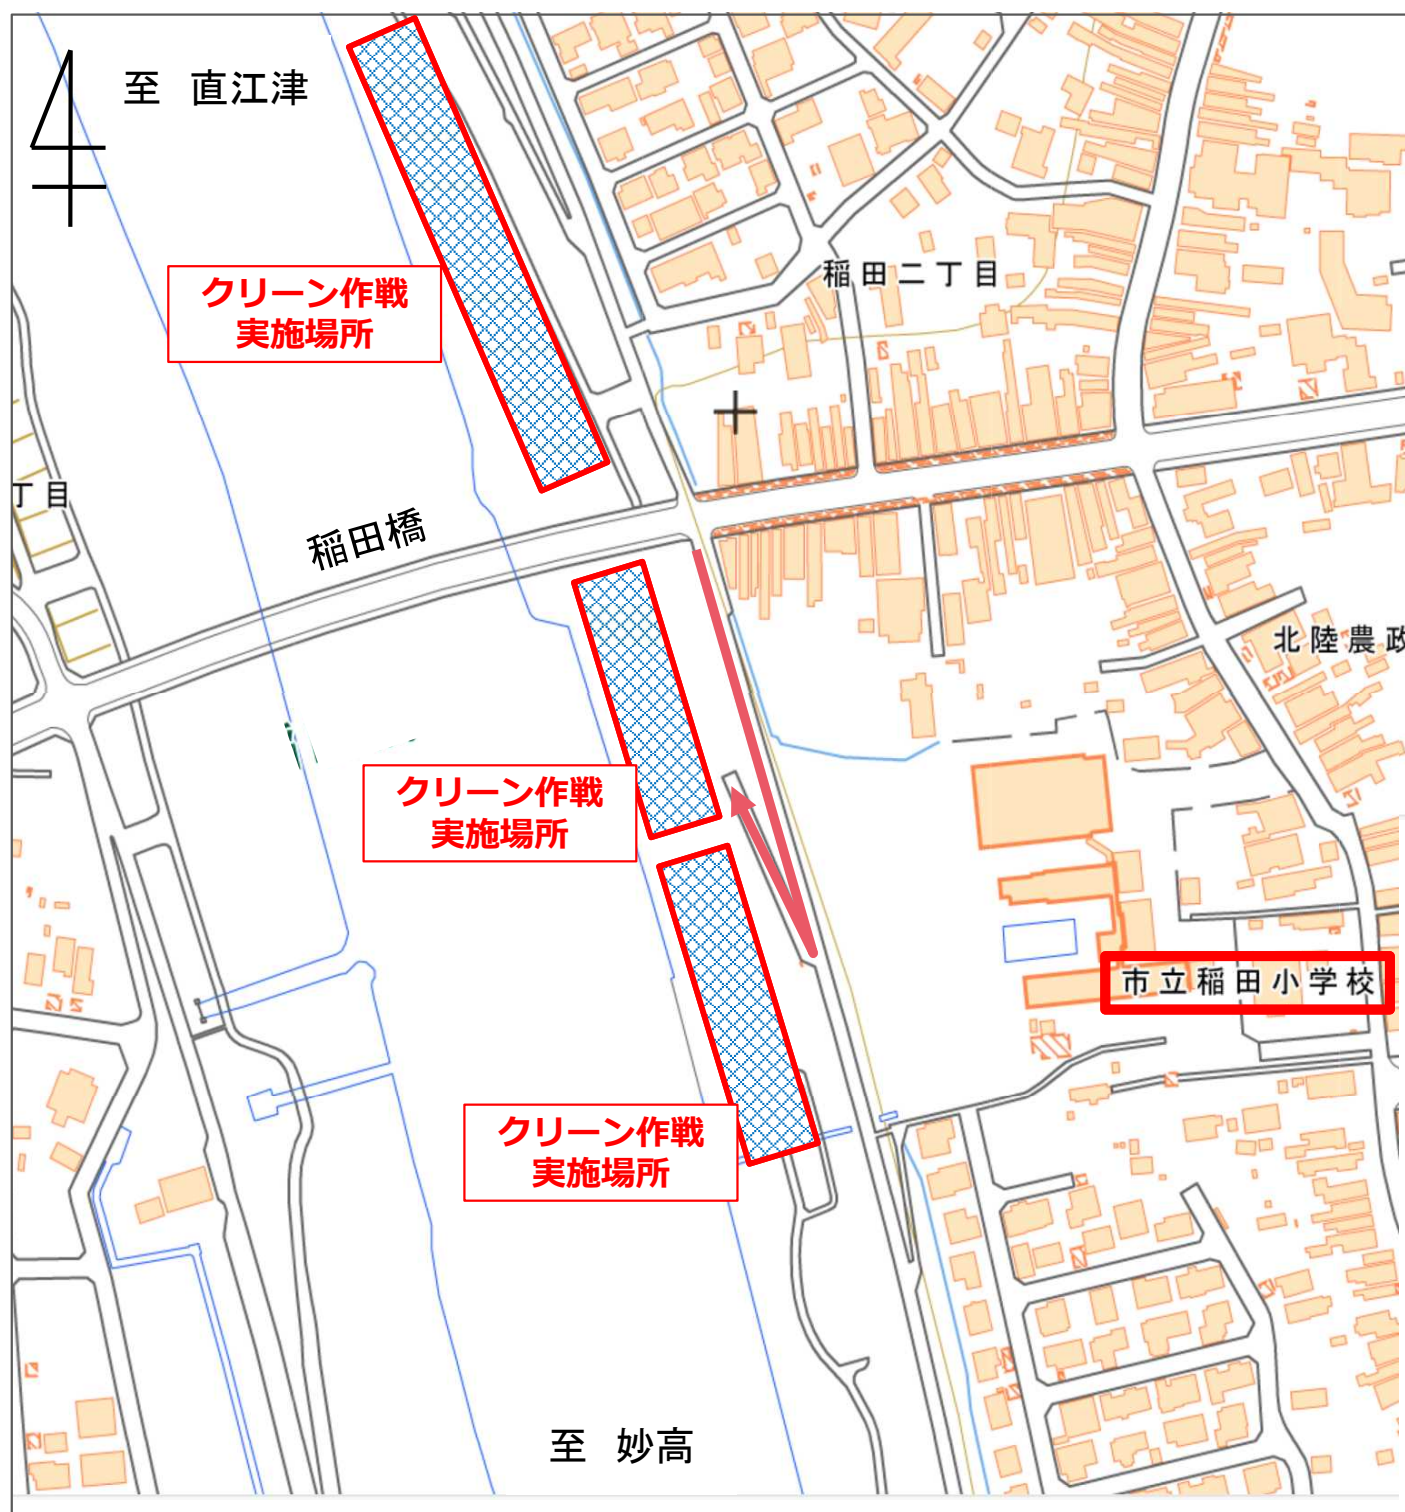 至 直江津
クリーン作戦
実施場所
稲田二丁目
丁目
稲田橋
北陸農政
クリーン作戦
実施場所
市立稲田小学校
クリーン作戦
実施場所
至 妙高